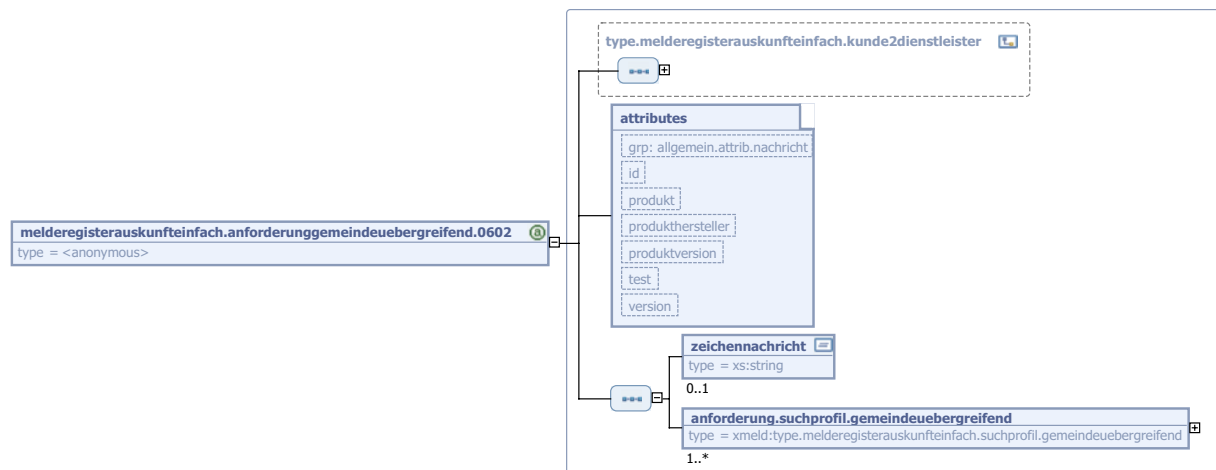 type.melderegisterauskunfteinfach.kunde2dienstleister
attributes
grp: allgemein.attrib.nachricht
id
produkt
produkthersteller
produktversion
test
version
melderegisterauskunfteinfach.anforderunggemeindeuebergreifend.0602
type = <anonymous>
zeichennachricht
type = xs:string
0..1
anforderung.suchprofil.gemeindeuebergreifend
type = xmeld:type.melderegisterauskunfteinfach.suchprofil.gemeindeuebergreifend
1..*